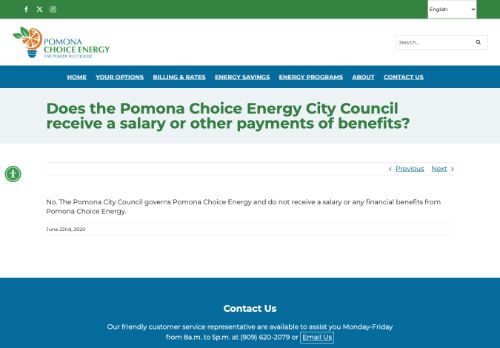 English
POMONA
CHOICE ENERGY
THE POWER TO CHOOSE
Search...
HOME YOUR OPTIONS BILLING & RATES ENERGY SAVINGS ENERGY PROGRAMS ABOUT CONTACT US
Does the Pomona Choice Energy City Council
receive a salary or other payments of benefits?
Previous Next
No. The Pomona City Council governs Pomona Choice Energy and do not receive a salary or any financial benefits from
Pomona Choice Energy.
June 22nd, 2020
Contact Us
Our friendly customer service representative are available to assist you Monday-Friday
from 8a.m. to 5p.m. at (909) 620-2079 or Email Us